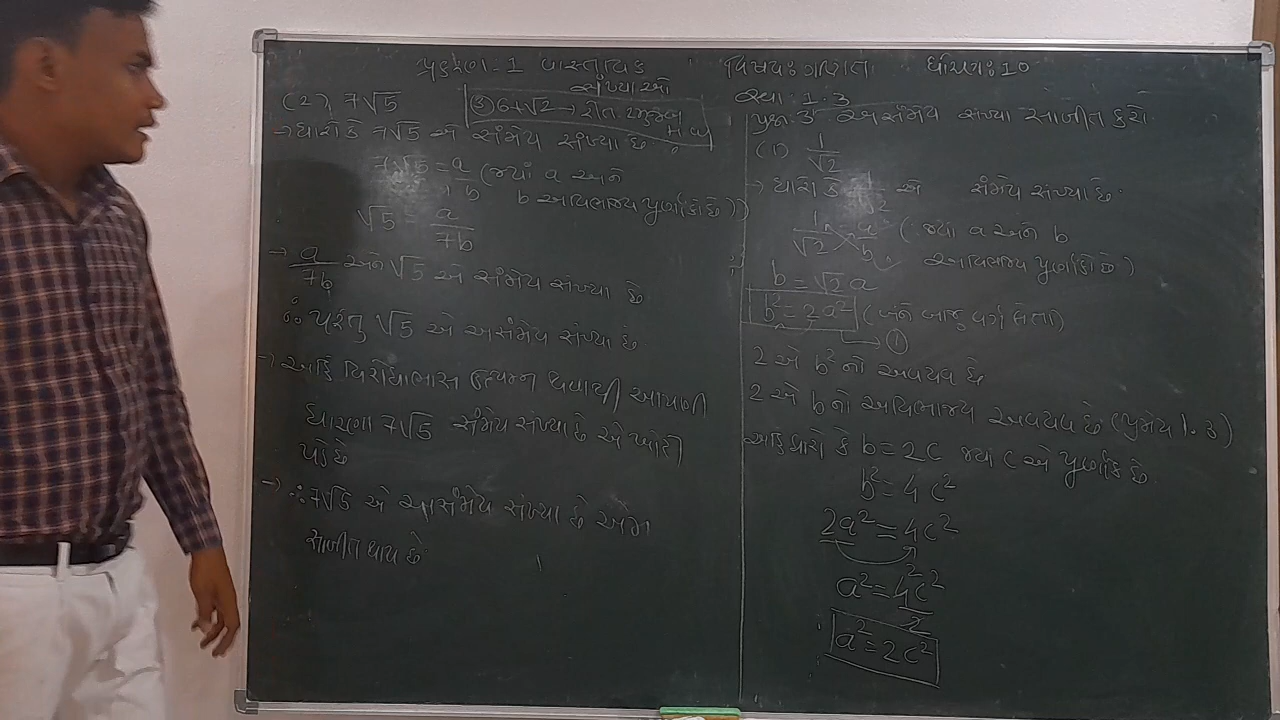 પ્રકરણ-1 વાસ્તવિક સંખ્યાઓ
વિષય: ગણિત ધોરણ: 10
(2) 7√5
(3) 6+√2 → રીત મુજબ
→ ધારો કે 7√5 એ સંમેય સંખ્યા છે.
7√5 = a/b (જ્યાં a અને
b અવિભાજ્ય પૂર્ણાંકો છે)
√5 = a/7b
→ a/7b અને √5 એ સંમેય સંખ્યા છે
∴ પરંતુ √5 એ અસંમેય સંખ્યા છે.
→ અહિં વિરોધાભાસ ઉત્પન્ન થવાથી આપણી
ધારણા 7√5 સંમેય સંખ્યા છે એ ખોટી
પડે છે
→ ∴ 7√5 એ અસંમેય સંખ્યા છે એમ
સાબીત થાય છે.
સ્વા: 1.3
પ્રશ્ન: 3 અસંમેય સંખ્યા સાબીત કરો.
(1) 1/√2
→ ધારો કે 1/√2 એ સંમેય સંખ્યા છે.
1/√2 = a/b (જ્યાં a અને b
અવિભાજ્ય પૂર્ણાંકો છે)
∴ b = √2 a
b² = 2a² (બંને બાજુ વર્ગ લેતા)
→ ①
2 એ b² નો અવયવ છે
2 એ b નો અવિભાજ્ય અવયવ છે (પ્રમેય 1.3)
અહિં ધારો કે b = 2c જ્યાં c એ પૂર્ણાંક છે
b² = 4c²
2a² = 4c²
a² = 4c²/2
a² = 2c²